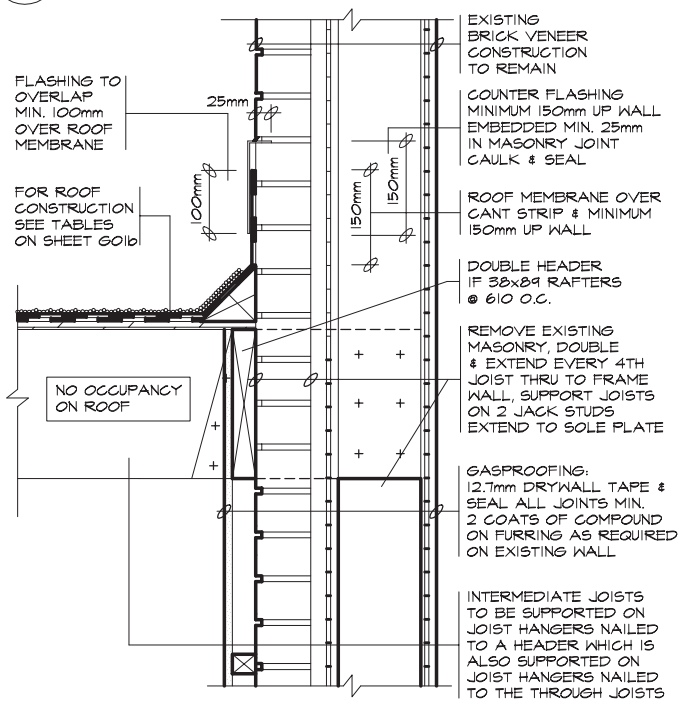 FLASHING TO
OVERLAP
MIN. 100mm
OVER ROOF
MEMBRANE
FOR ROOF
CONSTRUCTION
SEE TABLES
ON SHEET G01b
NO OCCUPANCY
ON ROOF
25mm
100mm
150mm
150mm
EXISTING
BRICK VENEER
CONSTRUCTION
TO REMAIN
COUNTER FLASHING
MINIMUM 150mm UP WALL
EMBEDDED MIN. 25mm
IN MASONRY JOINT
CAULK & SEAL
ROOF MEMBRANE OVER
CANT STRIP & MINIMUM
150mm UP WALL
DOUBLE HEADER
IF 38x89 RAFTERS
@ 610 O.C.
REMOVE EXISTING
MASONRY, DOUBLE
& EXTEND EVERY 4TH
JOIST THRU TO FRAME
WALL, SUPPORT JOISTS
ON 2 JACK STUDS
EXTEND TO SOLE PLATE
GASPROOFING:
12.7mm DRYWALL TAPE &
SEAL ALL JOINTS MIN.
2 COATS OF COMPOUND
ON FURRING AS REQUIRED
ON EXISTING WALL
INTERMEDIATE JOISTS
TO BE SUPPORTED ON
JOIST HANGERS NAILED
TO A HEADER WHICH IS
ALSO SUPPORTED ON
JOIST HANGERS NAILED
TO THE THROUGH JOISTS